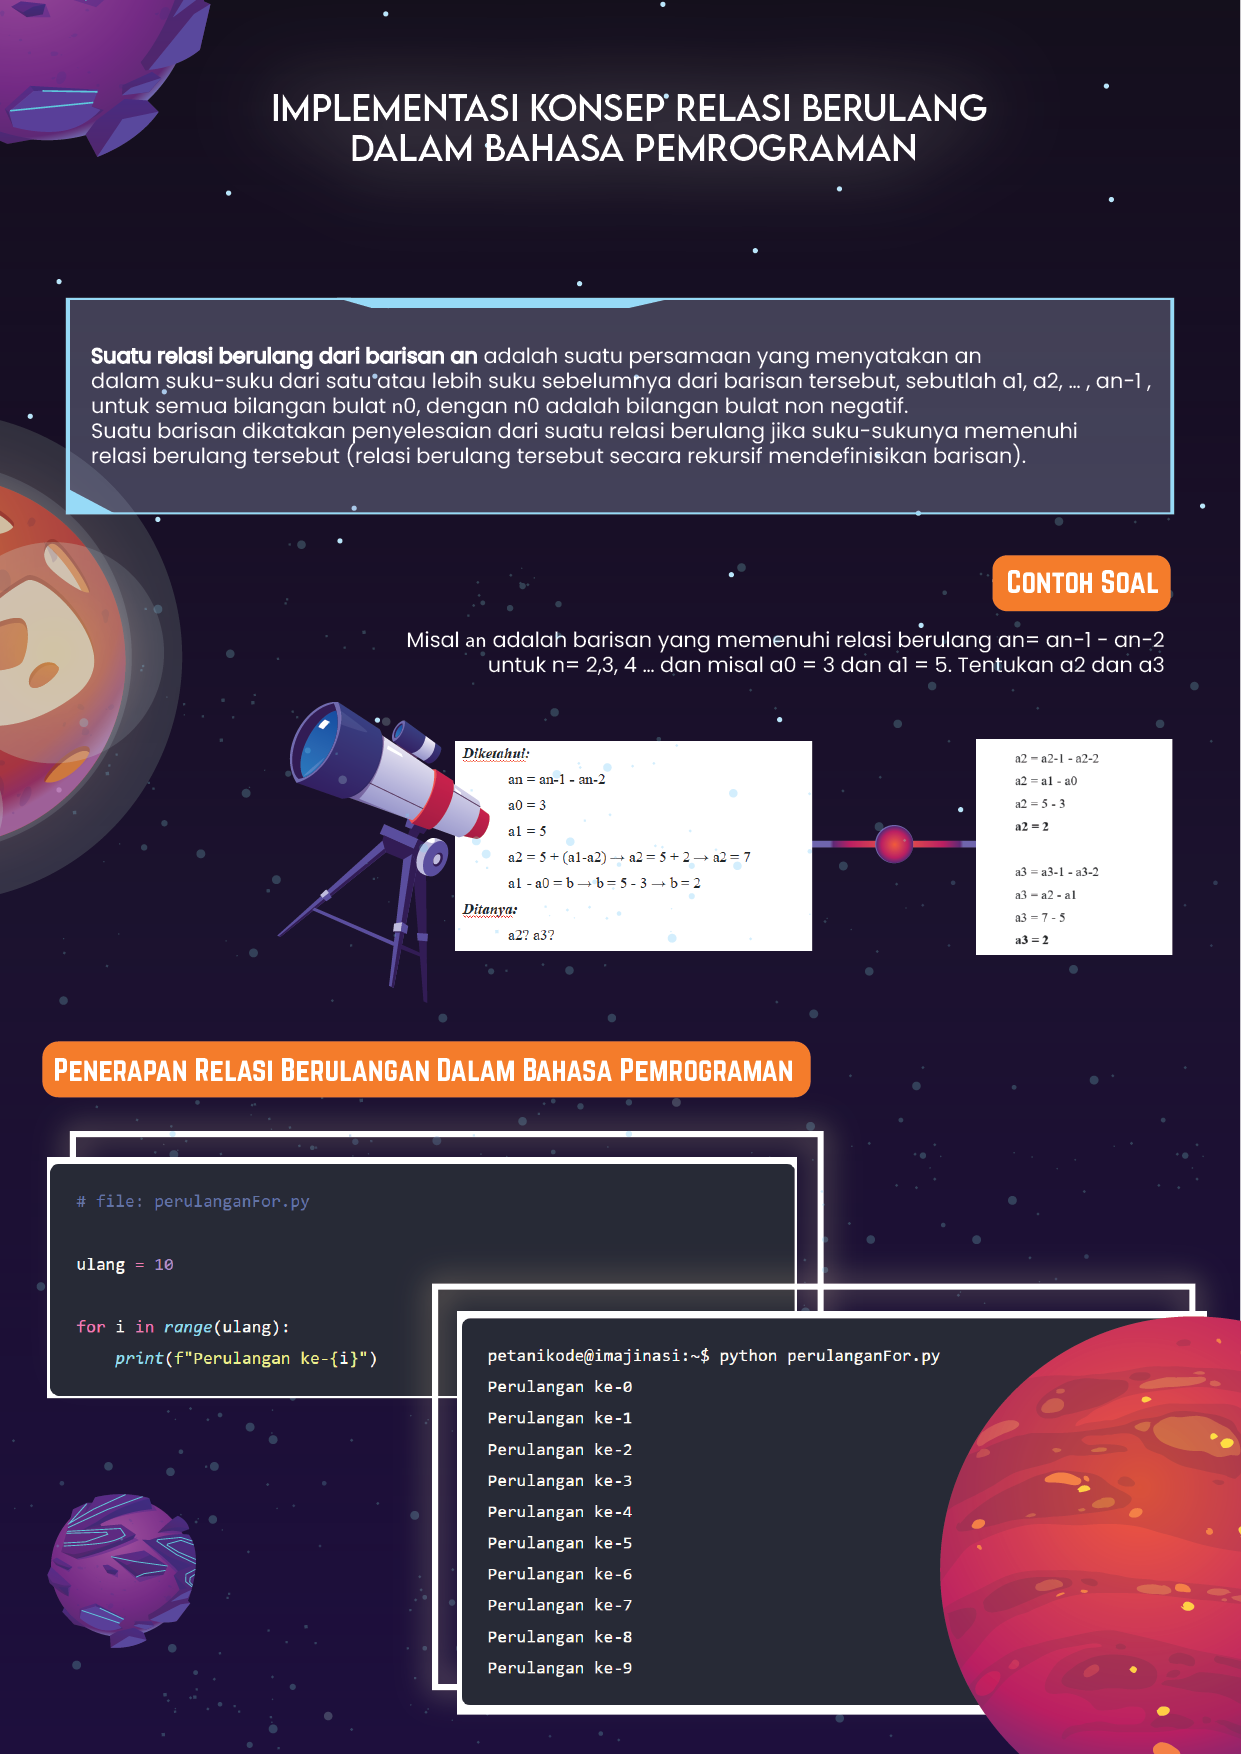 IMPLEMENTASI KONSEP RELASI BERULANG
DALAM BAHASA PEMROGRAMAN
Suatu relasi berulang dari barisan an adalah suatu persamaan yang menyatakan an
dalam suku-suku dari satu atau lebih suku sebelumnya dari barisan tersebut, sebutlah a1, a2, ... , an-1 ,
untuk semua bilangan bulat n0, dengan n0 adalah bilangan bulat non negatif.
Suatu barisan dikatakan penyelesaian dari suatu relasi berulang jika suku-sukunya memenuhi
relasi berulang tersebut (relasi berulang tersebut secara rekursif mendefinisikan barisan).
CONTOH SOAL
Misal an adalah barisan yang memenuhi relasi berulang an= an-1 - an-2
untuk n= 2,3, 4 ... dan misal a0 = 3 dan a1 = 5. Tentukan a2 dan a3
Diketahui:
an = an-1 - an-2
a0 = 3
a1 = 5
a2 = 5 + (a1-a2) → a2 = 5 + 2 → a2 = 7
a1 - a0 = b → b = 5 - 3 → b = 2
Ditanya:
a2? a3?
a2 = a2-1 - a2-2
a2 = a1 - a0
a2 = 5 - 3
a2 = 2
a3 = a3-1 - a3-2
a3 = a2 - a1
a3 = 7 - 5
a3 = 2
PENERAPAN RELASI BERULANGAN DALAM BAHASA PEMROGRAMAN
# file: perulanganFor.py
ulang = 10
for i in range(ulang):
print(f"Perulangan ke-{i}")
petanikode@imajinasi:~$ python perulanganFor.py
Perulangan ke-0
Perulangan ke-1
Perulangan ke-2
Perulangan ke-3
Perulangan ke-4
Perulangan ke-5
Perulangan ke-6
Perulangan ke-7
Perulangan ke-8
Perulangan ke-9